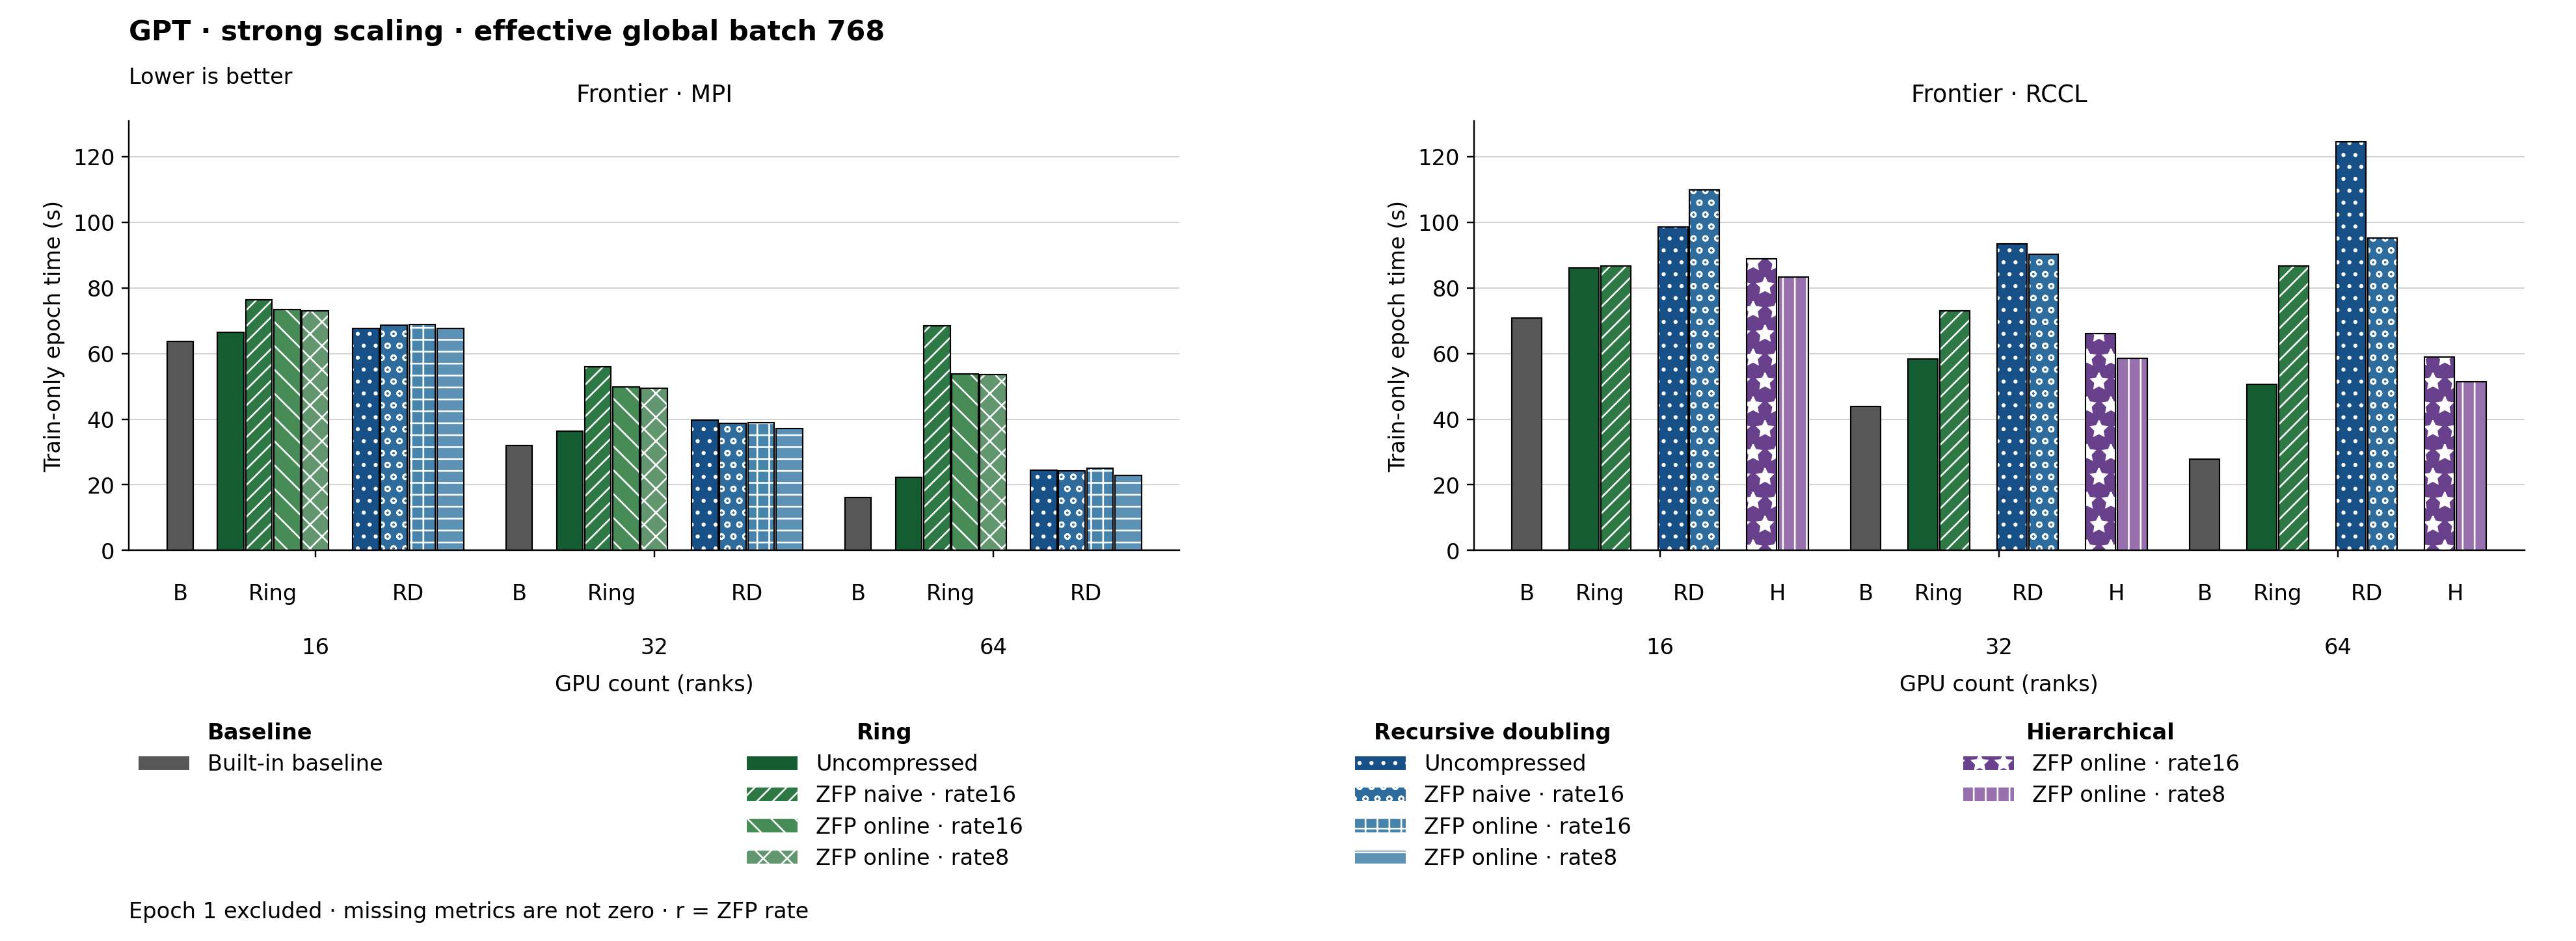 GPT · strong scaling · effective global batch 768
Lower is better
Frontier · MPI
Train-only epoch time (s)
120
100
80
60
40
20
0
B Ring RD B Ring RD B Ring RD
16 32 64
GPU count (ranks)
Frontier · RCCL
Train-only epoch time (s)
120
100
80
60
40
20
0
B Ring RD H B Ring RD H B Ring RD H
16 32 64
GPU count (ranks)
Baseline
Built-in baseline
Ring
Uncompressed
ZFP naive · rate16
ZFP online · rate16
ZFP online · rate8
Recursive doubling
Uncompressed
ZFP naive · rate16
ZFP online · rate16
ZFP online · rate8
Hierarchical
ZFP online · rate16
ZFP online · rate8
Epoch 1 excluded · missing metrics are not zero · r = ZFP rate